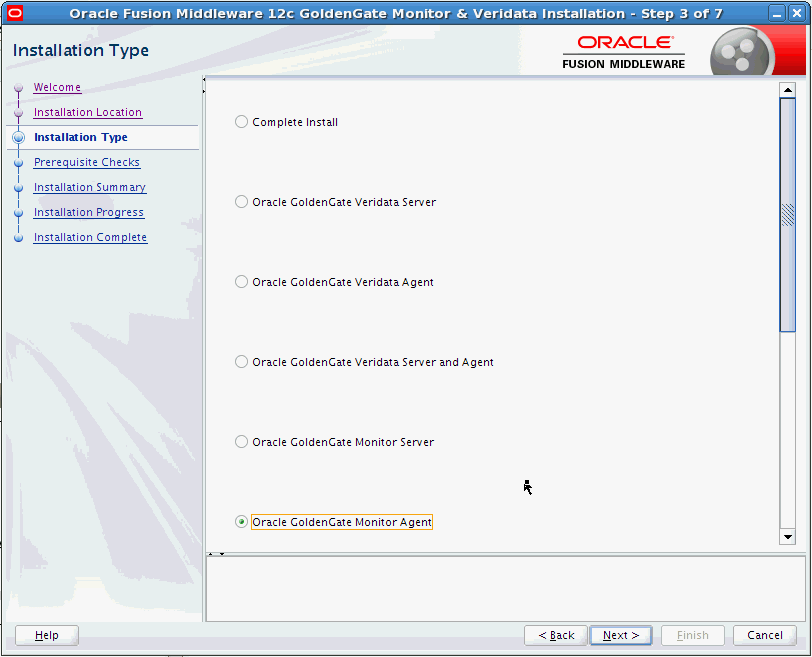 Oracle Fusion Middleware 12c GoldenGate Monitor & Veridata Installation - Step 3 of 7
Installation Type
ORACLE®
FUSION MIDDLEWARE
Welcome
Installation Location
Installation Type
Prerequisite Checks
Installation Summary
Installation Progress
Installation Complete
Complete Install
Oracle GoldenGate Veridata Server
Oracle GoldenGate Veridata Agent
Oracle GoldenGate Veridata Server and Agent
Oracle GoldenGate Monitor Server
Oracle GoldenGate Monitor Agent
Help
< Back
Next >
Finish
Cancel